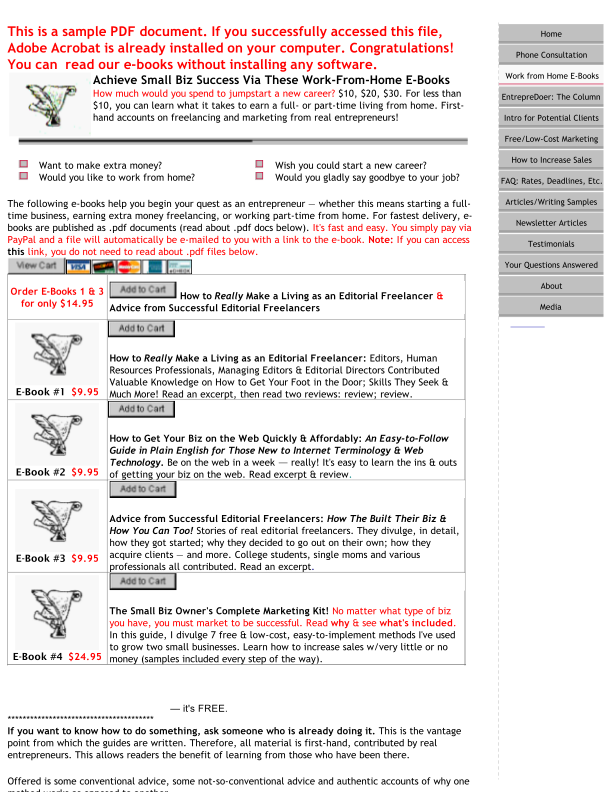 This is a sample PDF document. If you successfully accessed this file,
Adobe Acrobat is already installed on your computer. Congratulations!
You can  read our e-books without installing any software.
Achieve Small Biz Success Via These Work-From-Home E-Books
How much would you spend to jumpstart a new career? $10, $20, $30. For less than
$10, you can learn what it takes to earn a full- or part-time living from home. First-
hand accounts on freelancing and marketing from real entrepreneurs!
Want to make extra money?
Would you like to work from home?
Wish you could start a new career?
Would you gladly say goodbye to your job?
The following e-books help you begin your quest as an entrepreneur — whether this means starting a full-
time business, earning extra money freelancing, or working part-time from home. For fastest delivery, e-
books are published as .pdf documents (read about .pdf docs below). It's fast and easy. You simply pay via
PayPal and a file will automatically be e-mailed to you with a link to the e-book. Note: If you can access
this link, you do not need to read about .pdf files below.
View Cart VISA
Order E-Books 1 & 3
for only $14.95
Add to Cart How to Really Make a Living as an Editorial Freelancer &
Advice from Successful Editorial Freelancers
Add to Cart
E-Book #1 $9.95
How to Really Make a Living as an Editorial Freelancer: Editors, Human
Resources Professionals, Managing Editors & Editorial Directors Contributed
Valuable Knowledge on How to Get Your Foot in the Door; Skills They Seek &
Much More! Read an excerpt, then read two reviews: review; review.
Add to Cart
E-Book #2 $9.95
How to Get Your Biz on the Web Quickly & Affordably: An Easy-to-Follow
Guide in Plain English for Those New to Internet Terminology & Web
Technology. Be on the web in a week — really! It's easy to learn the ins & outs
of getting your biz on the web. Read excerpt & review.
Add to Cart
E-Book #3 $9.95
Advice from Successful Editorial Freelancers: How The Built Their Biz &
How You Can Too! Stories of real editorial freelancers. They divulge, in detail,
how they got started; why they decided to go out on their own; how they
acquire clients — and more. College students, single moms and various
professionals all contributed. Read an excerpt.
Add to Cart
E-Book #4 $24.95
The Small Biz Owner's Complete Marketing Kit! No matter what type of biz
you have, you must market to be successful. Read why & see what's included.
In this guide, I divulge 7 free & low-cost, easy-to-implement methods I've used
to grow two small businesses. Learn how to increase sales w/very little or no
money (samples included every step of the way).
— it's FREE.
***************************************
If you want to know how to do something, ask someone who is already doing it. This is the vantage
point from which the guides are written. Therefore, all material is first-hand, contributed by real
entrepreneurs. This allows readers the benefit of learning from those who have been there.
Offered is some conventional advice, some not-so-conventional advice and authentic accounts of why one
Home
Phone Consultation
Work from Home E-Books
EntrepreDoer: The Column
Intro for Potential Clients
Free/Low-Cost Marketing
How to Increase Sales
FAQ: Rates, Deadlines, Etc.
Articles/Writing Samples
Newsletter Articles
Testimonials
Your Questions Answered
About
Media